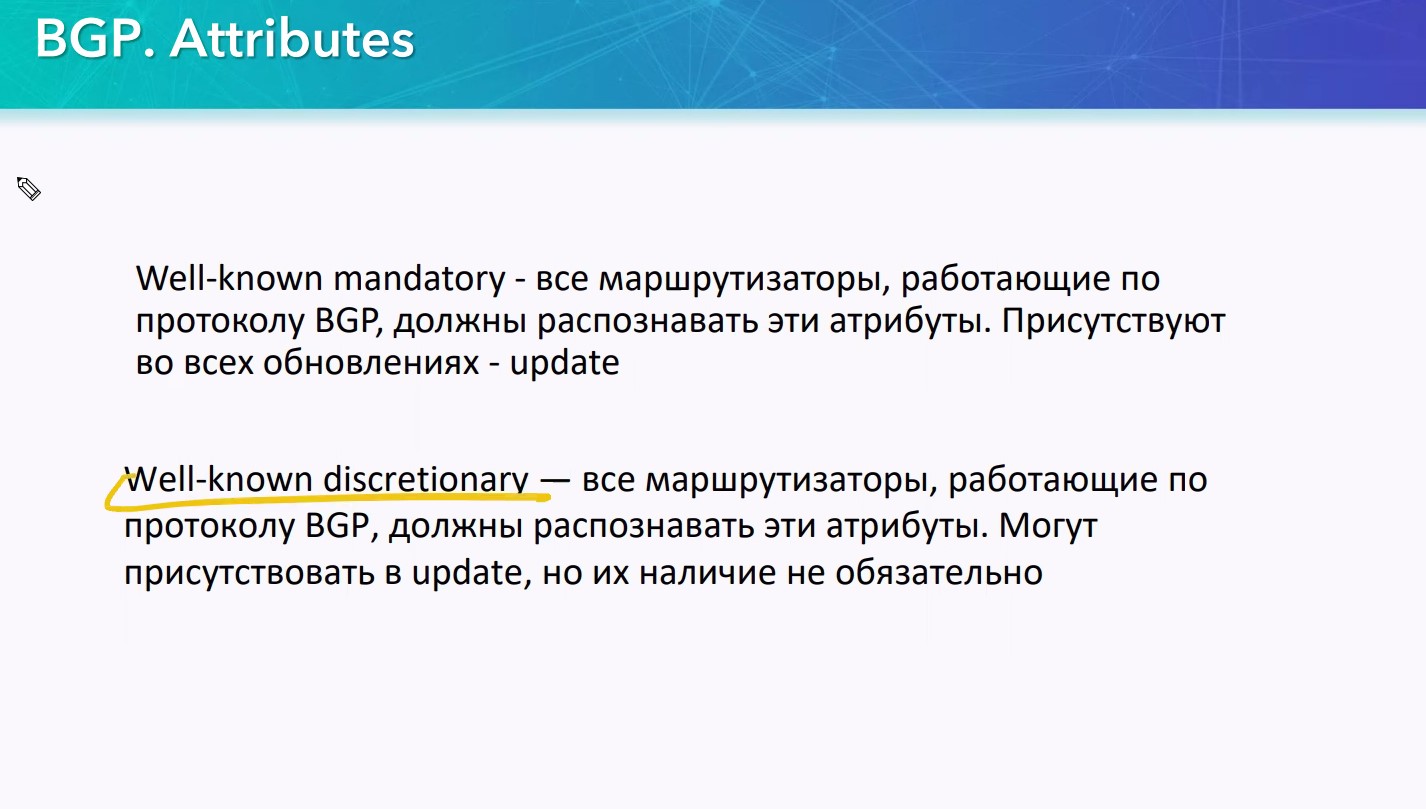 BGP. Attributes
Well-known mandatory - все маршрутизаторы, работающие по
протоколу BGP, должны распознавать эти атрибуты. Присутствуют
во всех обновлениях - update
Well-known discretionary — все маршрутизаторы, работающие по
протоколу BGP, должны распознавать эти атрибуты. Могут
присутствовать в update, но их наличие не обязательно